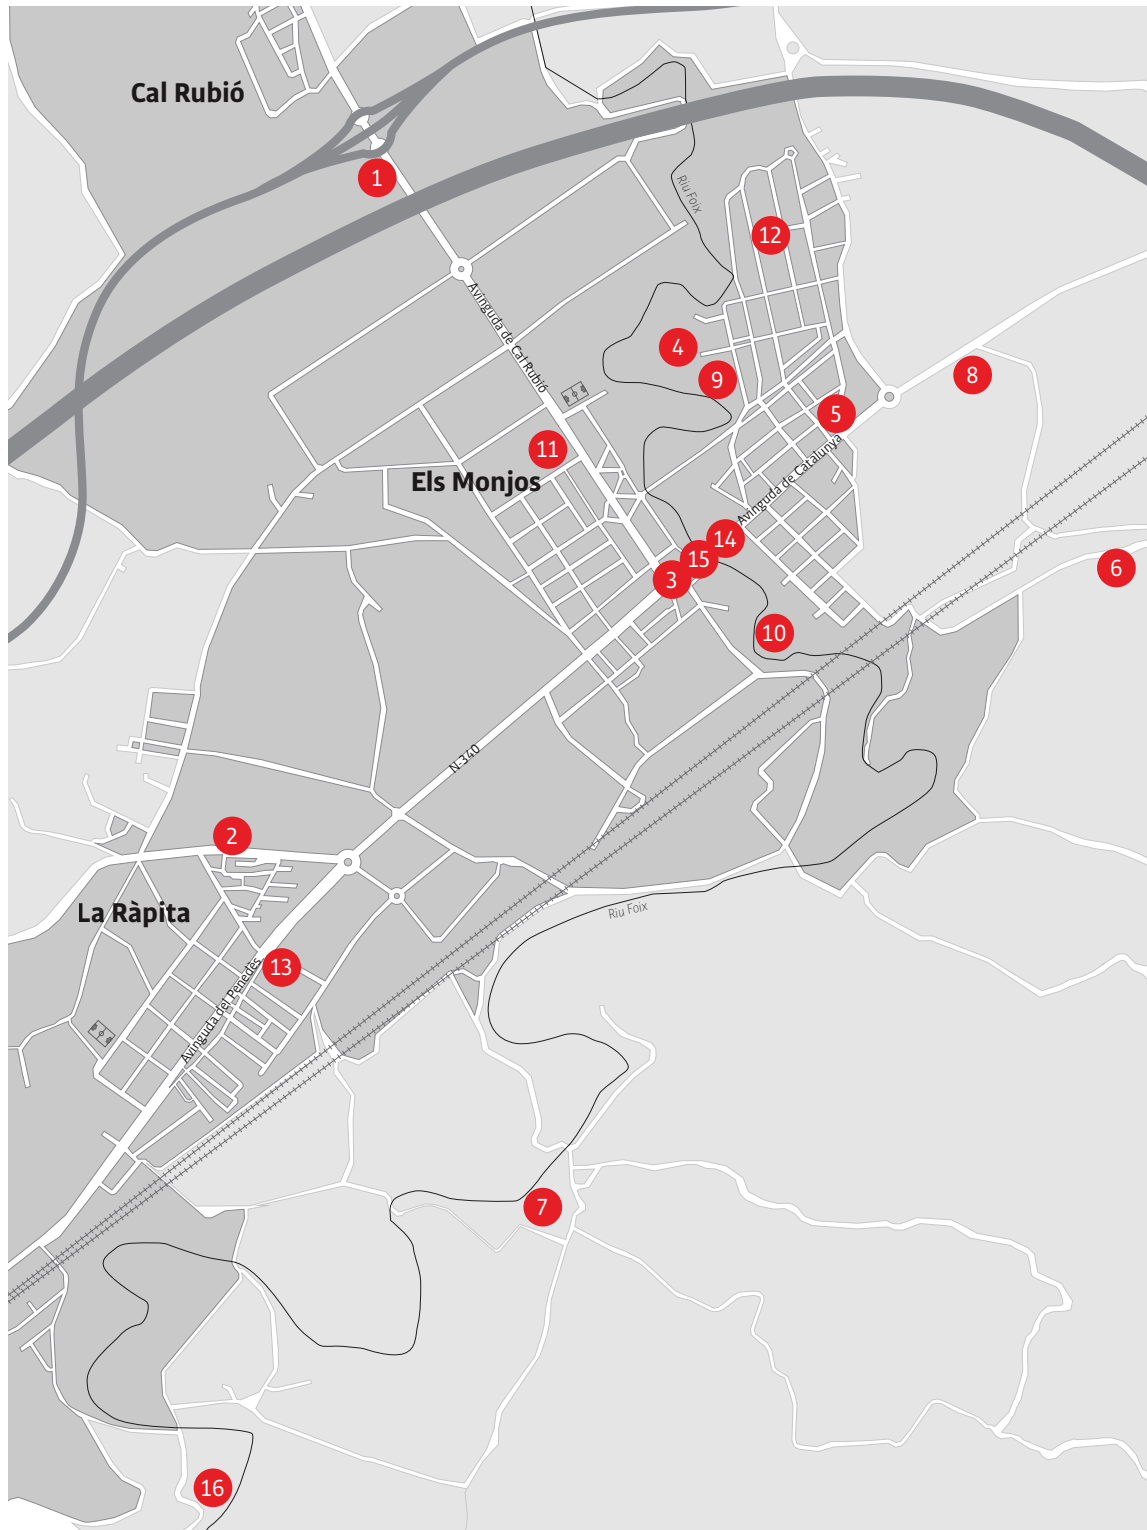 Cal Rubió
1
Riu Foix
12
Avinguda de Cal Rubió
4
9
8
5
11
Els Monjos
Avinguda de Catalunya
14
15
3
6
10
N-340
2
La Ràpita
Riu Foix
13
Avinguda del Penedès
7
16